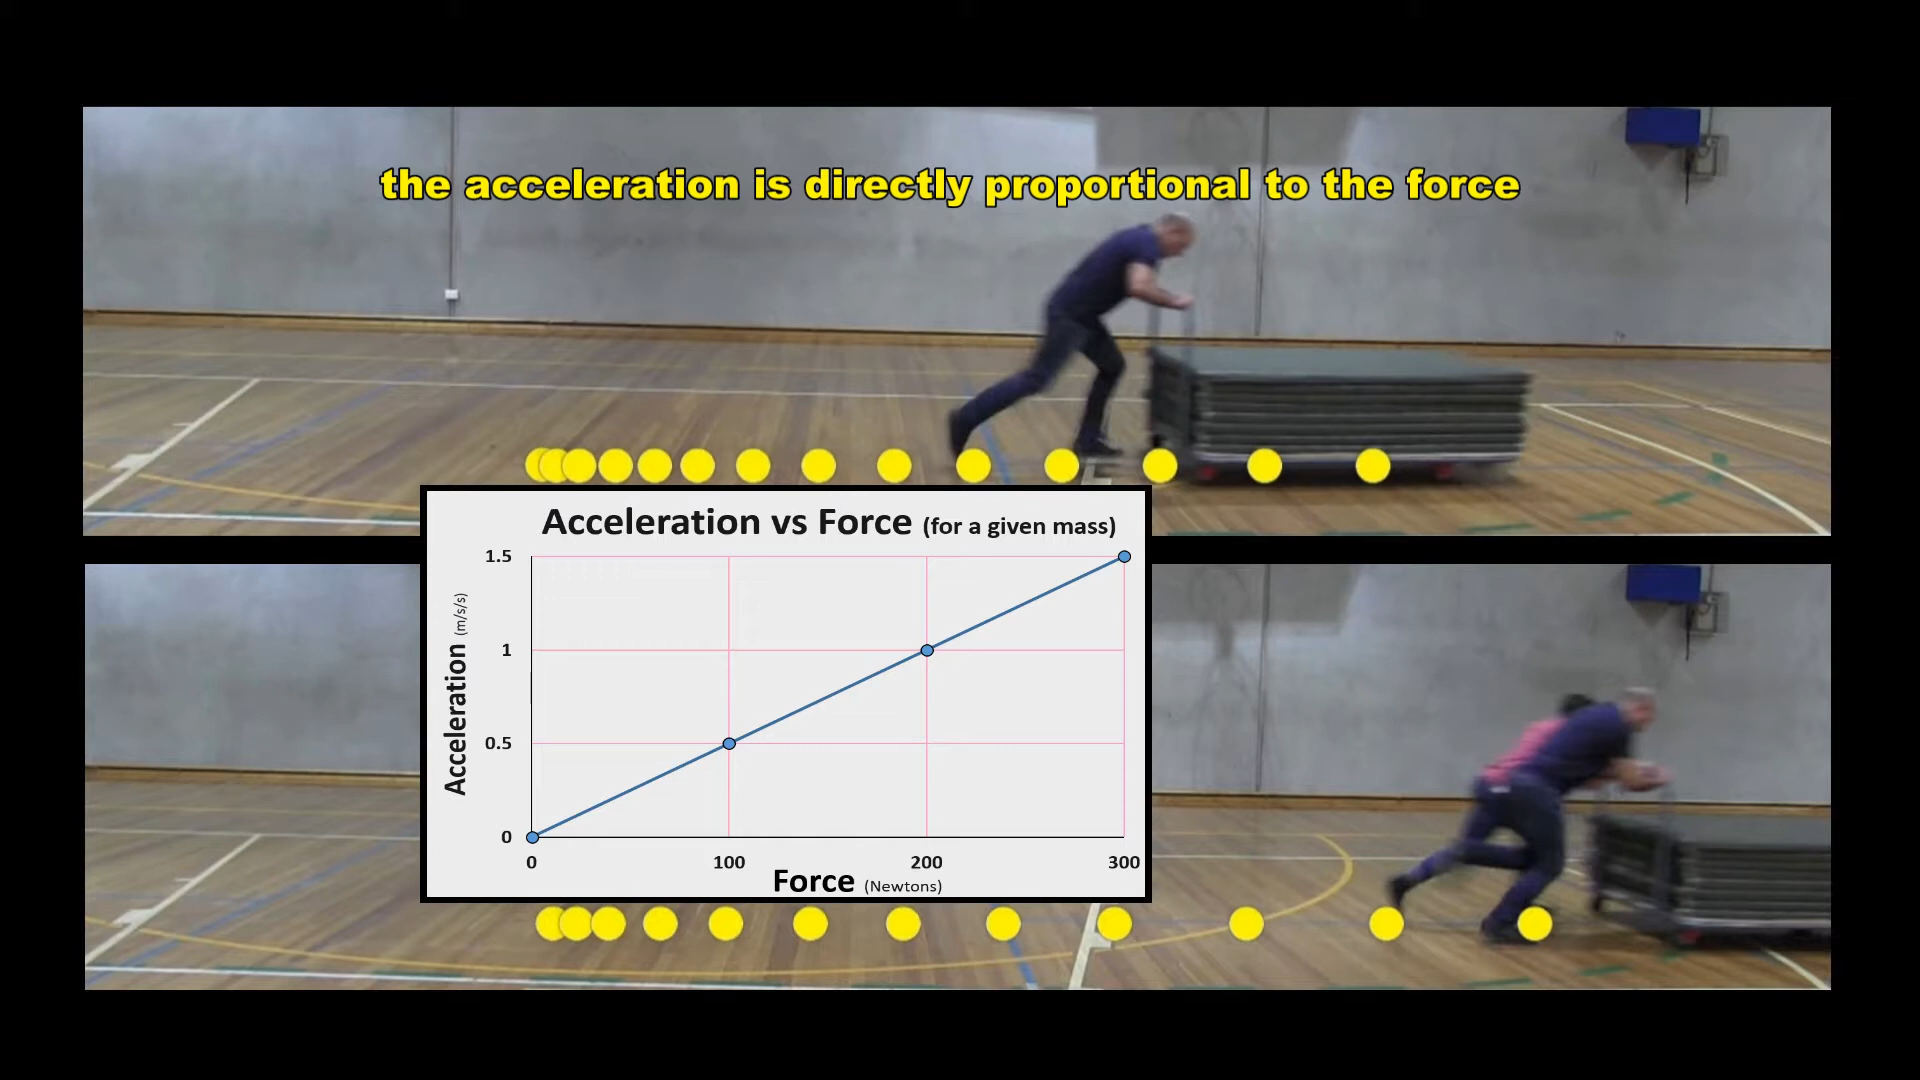 the acceleration is directly proportional to the force
Acceleration vs Force (for a given mass)
Acceleration (m/s/s)
1.5
1
0.5
0
0 100 200 300
Force (Newtons)